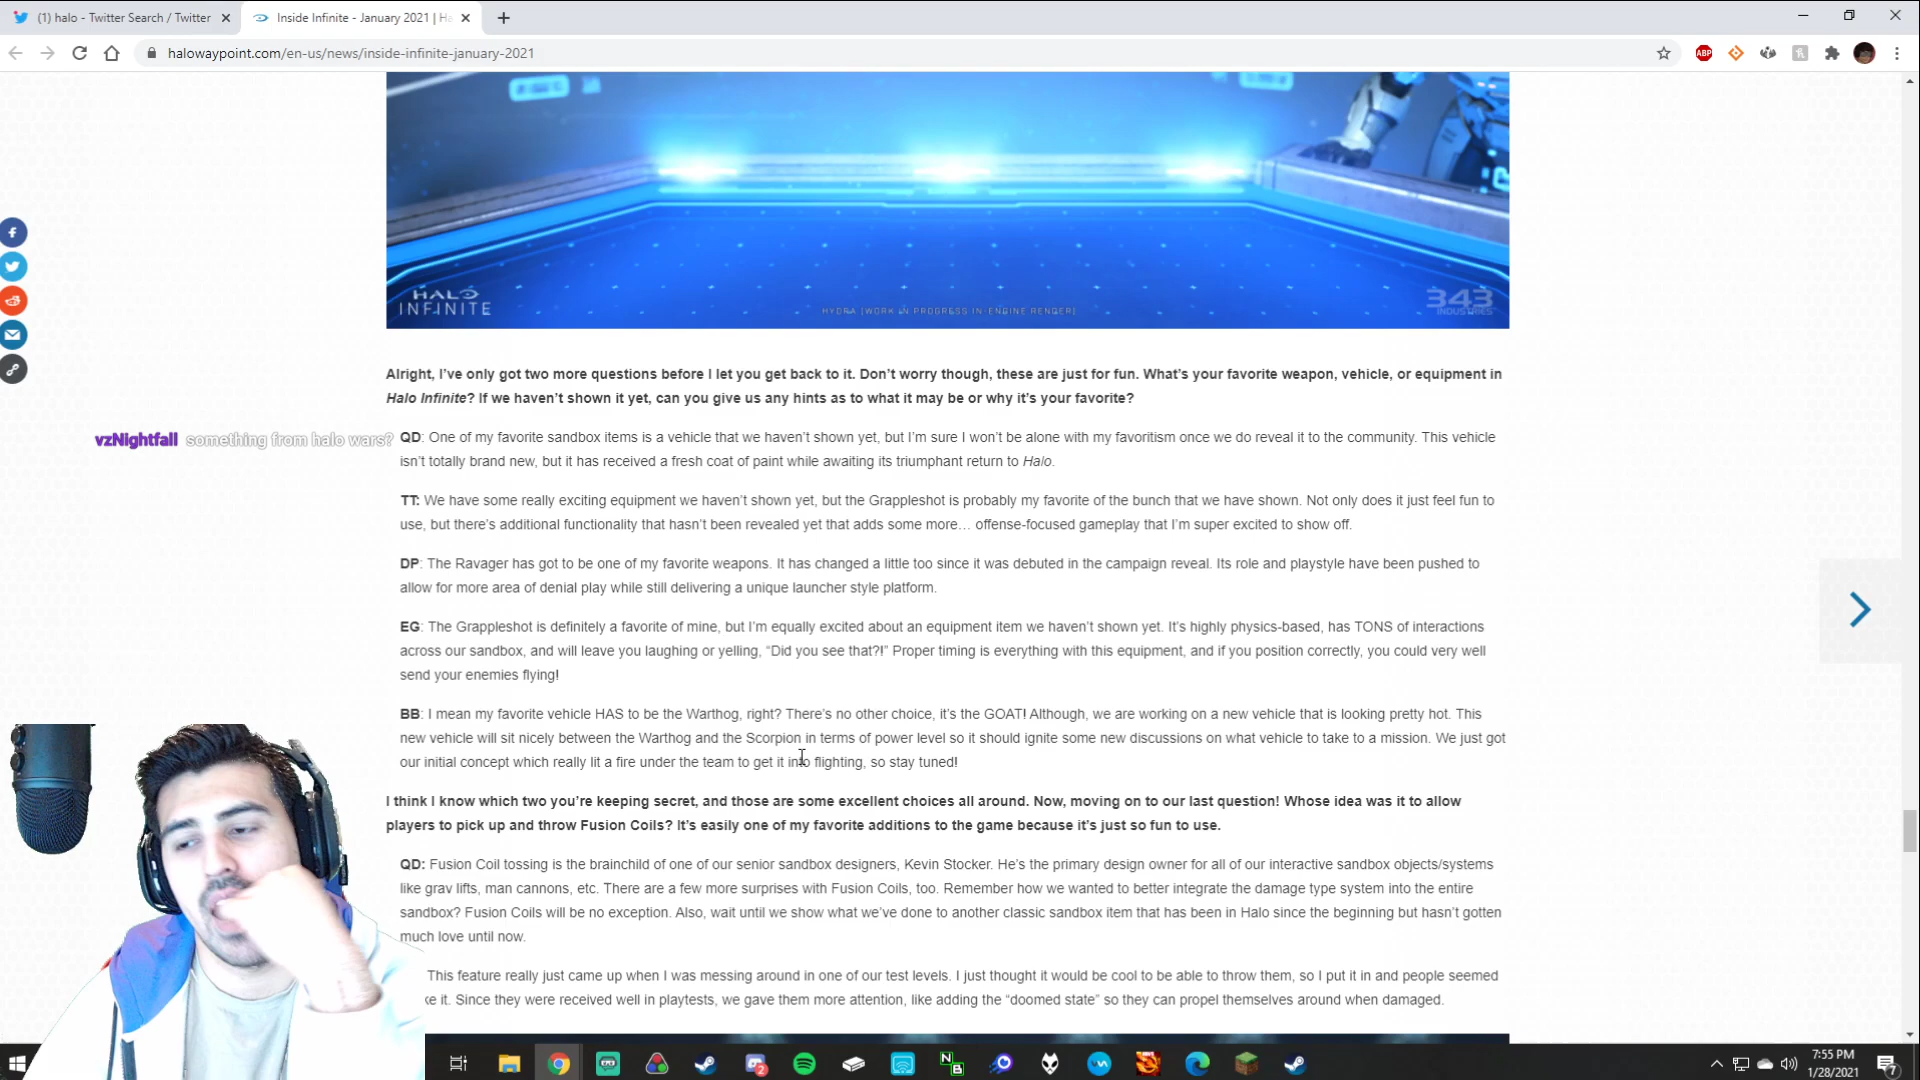 (1) halo - Twitter Search / Twitter
Inside Infinite - January 2021 | Ha
halowaypoint.com/en-us/news/inside-infinite-january-2021
ABP
HALO
INFINITE
HYDRA [WORK IN PROGRESS IN-ENGINE RENDER]
343
INDUSTRIES
Alright, I’ve only got two more questions before I let you get back to it. Don’t worry though, these are just for fun. What’s your favorite weapon, vehicle, or equipment in
Halo Infinite? If we haven’t shown it yet, can you give us any hints as to what it may be or why it’s your favorite?
vzNightfall something from halo wars?
QD: One of my favorite sandbox items is a vehicle that we haven’t shown yet, but I’m sure I won’t be alone with my favoritism once we do reveal it to the community. This vehicle
isn’t totally brand new, but it has received a fresh coat of paint while awaiting its triumphant return to Halo.
TT: We have some really exciting equipment we haven’t shown yet, but the Grappleshot is probably my favorite of the bunch that we have shown. Not only does it just feel fun to
use, but there’s additional functionality that hasn’t been revealed yet that adds some more… offense-focused gameplay that I’m super excited to show off.
DP: The Ravager has got to be one of my favorite weapons. It has changed a little too since it was debuted in the campaign reveal. Its role and playstyle have been pushed to
allow for more area of denial play while still delivering a unique launcher style platform.
EG: The Grappleshot is definitely a favorite of mine, but I’m equally excited about an equipment item we haven’t shown yet. It’s highly physics-based, has TONS of interactions
across our sandbox, and will leave you laughing or yelling, “Did you see that?!” Proper timing is everything with this equipment, and if you position correctly, you could very well
send your enemies flying!
BB: I mean my favorite vehicle HAS to be the Warthog, right? There’s no other choice, it’s the GOAT! Although, we are working on a new vehicle that is looking pretty hot. This
new vehicle will sit nicely between the Warthog and the Scorpion in terms of power level so it should ignite some new discussions on what vehicle to take to a mission. We just got
our initial concept which really lit a fire under the team to get it into flighting, so stay tuned!
I think I know which two you’re keeping secret, and those are some excellent choices all around. Now, moving on to our last question! Whose idea was it to allow
players to pick up and throw Fusion Coils? It’s easily one of my favorite additions to the game because it’s just so fun to use.
QD: Fusion Coil tossing is the brainchild of one of our senior sandbox designers, Kevin Stocker. He’s the primary design owner for all of our interactive sandbox objects/systems
like grav lifts, man cannons, etc. There are a few more surprises with Fusion Coils, too. Remember how we wanted to better integrate the damage type system into the entire
sandbox? Fusion Coils will be no exception. Also, wait until we show what we’ve done to another classic sandbox item that has been in Halo since the beginning but hasn’t gotten
much love until now.
This feature really just came up when I was messing around in one of our test levels. I just thought it would be cool to be able to throw them, so I put it in and people seemed
ke it. Since they were received well in playtests, we gave them more attention, like adding the “doomed state” so they can propel themselves around when damaged.
2
N
B
7:55 PM
1/28/2021
7